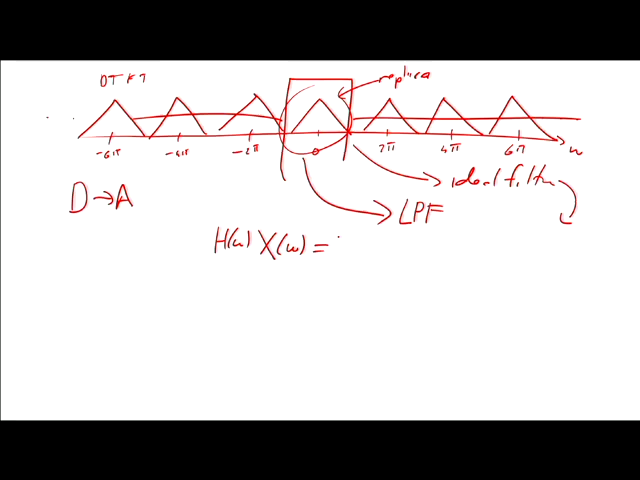 DTFT
replica
-6π -4π -2π 0 2π 4π 6π ω
ideal filter
D→A
LPF
H(ω) X(ω) =